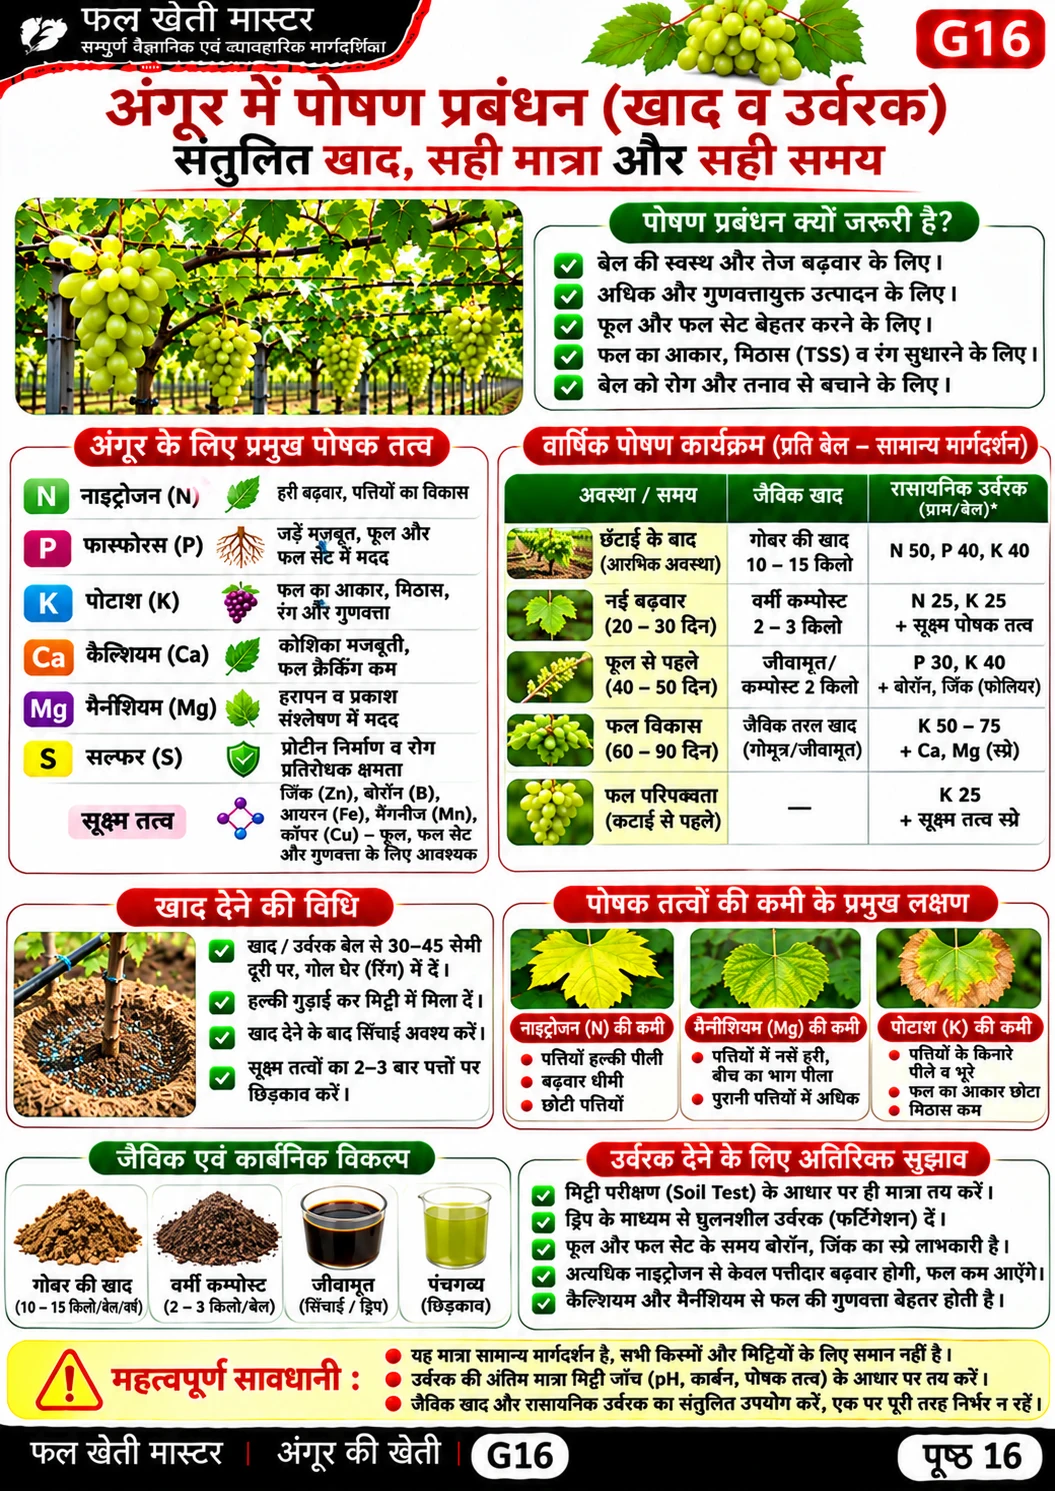 फल खेती मास्टर
सम्पुर्ण वैज्ञानिक एवं व्यावहारिक मार्गदर्शिका
G16
अंगूर में पोषण प्रबंधन (खाद व उर्वरक)
संतुलित खाद, सही मात्रा और सही समय
पोषण प्रबंधन क्यों जरूरी है?
बेल की स्वस्थ और तेज बढ़वार के लिए।
अधिक और गुणवत्तायुक्त उत्पादन के लिए।
फूल और फल सेट बेहतर करने के लिए।
फल का आकार, मिठास (TSS) व रंग सुधारने के लिए।
बेल को रोग और तनाव से बचाने के लिए।
अंगूर के लिए प्रमुख पोषक तत्व
N नाइट्रोजन (N) हरी बढ़वार, पत्तियों का विकास
P फास्फोरस (P) जड़ें मजबूत, फूल और
फल सेट में मदद
K पोटाश (K) फल का आकार, मिठास,
रंग और गुणवत्ता
Ca कैल्शियम (Ca) कोशिका मजबूती,
फल क्रैकिंग कम
Mg मैर्नशियम (Mg) हरापन व प्रकाश
संश्लेषण में मदद
S सल्फर (S) प्रोटीन निर्माण व रोग
प्रतिरोधक क्षमता
सूक्ष्म तत्व
जिंक (Zn), बोरॉन (B),
आयरन (Fe), मैंगनीज (Mn),
कॉपर (Cu) – फूल, फल सेट
और गुणवत्ता के लिए आवश्यक
वार्षिक पोषण कार्यक्रम (प्रति बेल – सामान्य मार्गदर्शन)
अवस्था / समय जैविक खाद रासायनिक उर्वरक
(प्राम/बेल)*
छँटाई के बाद गोबर की खाद N 50, P 40, K 40
(आरभिक अवस्था) 10 – 15 किलो
नई बढ़वार वर्मी कम्पोस्ट N 25, K 25
(20 – 30 दिन) 2 – 3 किलो + सूक्ष्म पोषक तत्व
फूल से पहले जीवामृत/ P 30, K 40
(40 – 50 दिन) कम्पोस्ट 2 किलो + बोरॉन, जिंक (फोलियर)
फल विकास जैविक तरल खाद K 50 – 75
(60 – 90 दिन) (गोमूत्र/जीवामृत) + Ca, Mg (स्प्रे)
फल परिपक्वता — K 25
(कटाई से पहले) + सूक्ष्म तत्व स्प्रे
खाद देने की विधि
खाद / उर्वरक बेल से 30–45 सेमी
दूरी पर, गोल घेर (रिंग) में दें।
हल्की गुड़ाई कर मिट्टी में मिला दें।
खाद देने के बाद सिंचाई अवश्य करें।
सूक्ष्म तत्वों का 2–3 बार पत्तों पर
छिड़काव करें।
पोषक तत्वों की कमी के प्रमुख लक्षण
नाइट्रोजन (N) की कमी
पत्तियों हल्की पीली
बढ़वार धीमी
छोटी पत्तियों
मैनीशियम (Mg) की कमी
पत्तियों में नसें हरी,
बीच का भाग पीला
पुरानी पत्तियों में अधिक
पोटाश (K) की कमी
पत्तियों के किनारे
पीले व भूरे
फल का आकार छोटा
मिठास कम
जैविक एवं कार्बनिक विकल्प
गोबर की खाद
(10 – 15 किलो/बेल/वर्ष)
वर्मी कम्पोस्ट
(2 – 3 किलो/बेल)
जीवामृत
(सिंचाई / ड्रिप)
पंचगव्य
(छिड़काव)
उर्वरक देने के लिए अतिरिक्त सुझाव
मिट्टी परीक्षण (Soil Test) के आधार पर ही मात्रा तय करें।
ड्रिप के माध्यम से घुलनशील उर्वरक (फर्टिगेशन) दें।
फूल और फल सेट के समय बोरॉन, जिंक का स्प्रे लाभकारी है।
अत्यधिक नाइट्रोजन से केवल पत्तीदार बढ़वार होगी, फल कम आएंगे।
कैल्शियम और मैर्नशियम से फल की गुणवत्ता बेहतर होती है।
महत्वपूर्ण सावधानी :
यह मात्रा सामान्य मार्गदर्शन है, सभी किस्मों और मिट्टियों के लिए समान नहीं है।
उर्वरक की अंतिम मात्रा मिट्टी जाँच (pH, कार्बन, पोषक तत्व) के आधार पर तय करें।
जैविक खाद और रासायनिक उर्वरक का संतुलित उपयोग करें, एक पर पूरी तरह निर्भर न रहें।
फल खेती मास्टर | अंगूर की खेती | G16
पृष्ठ 16